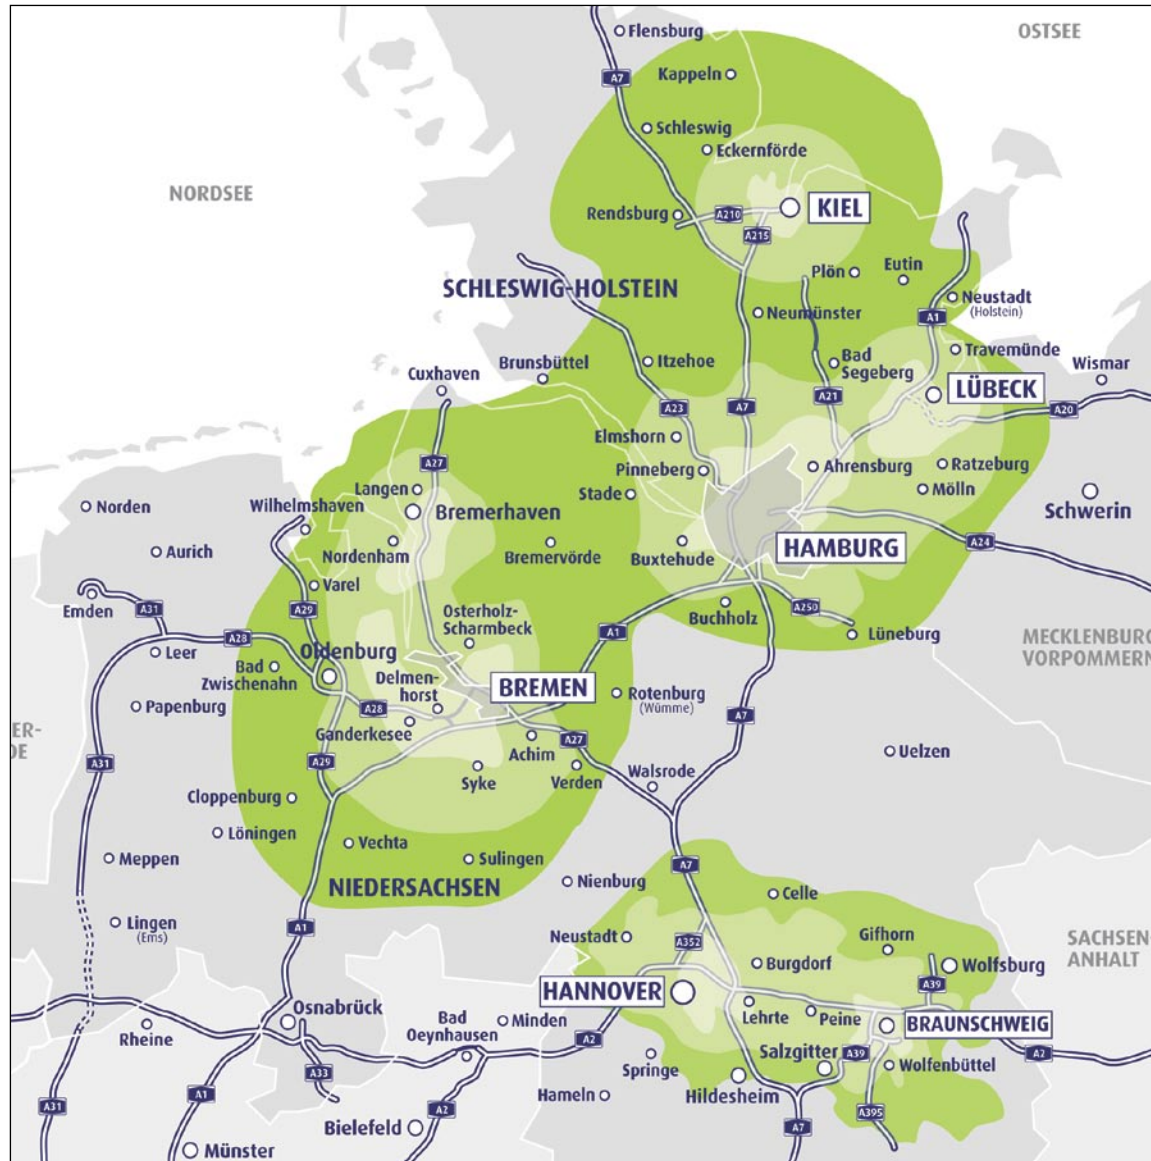 Flensburg
OSTSEE
Kappeln
A7
Schleswig
Eckernförde
NORDSEE
KIEL
Rendsburg
A210
A215
Plön
Eutin
SCHLESWIG-HOLSTEIN
Neustadt
(Holstein)
Neumünster
A1
Travemünde
Itzehoe
Bad
Segeberg
Wismar
Brunsbüttel
Cuxhaven
LÜBECK
A23
A7
A21
A20
Elmshorn
A27
Pinneberg
Ahrensburg
Ratzeburg
Langen
Stade
Mölln
Norden
Wilhelmshaven
Bremerhaven
Schwerin
Aurich
Nordenham
Bremervörde
Buxtehude
HAMBURG
A24
Varel
Emden
A31
A29
Osterholz-
Scharmbeck
Buchholz
A250
A28
A1
Lüneburg
MECKLENBURG
VORPOMMERN
Leer
Bad
Zwischenahn
Oldenburg
Delmen-
horst
BREMEN
Rotenburg
(Wümme)
Papenburg
A28
Ganderkesee
A7
ER-
DE
A31
A29
Achim
A27
Uelzen
Syke
Verden
Walsrode
Cloppenburg
Löningen
Vechta
Meppen
Sulingen
A7
NIEDERSACHSEN
Nienburg
Celle
Lingen
(Ems)
A1
Neustadt
A352
Gifhorn
SACHSEN-
ANHALT
Burgdorf
Wolfsburg
HANNOVER
A39
Osnabrück
Lehrte
Peine
BRAUNSCHWEIG
Rheine
Bad
Oeynhausen
Minden
A2
Salzgitter
A39
A2
Springe
Wolfenbüttel
A33
Hildesheim
Hameln
A1
A31
A2
A395
Bielefeld
A7
Münster